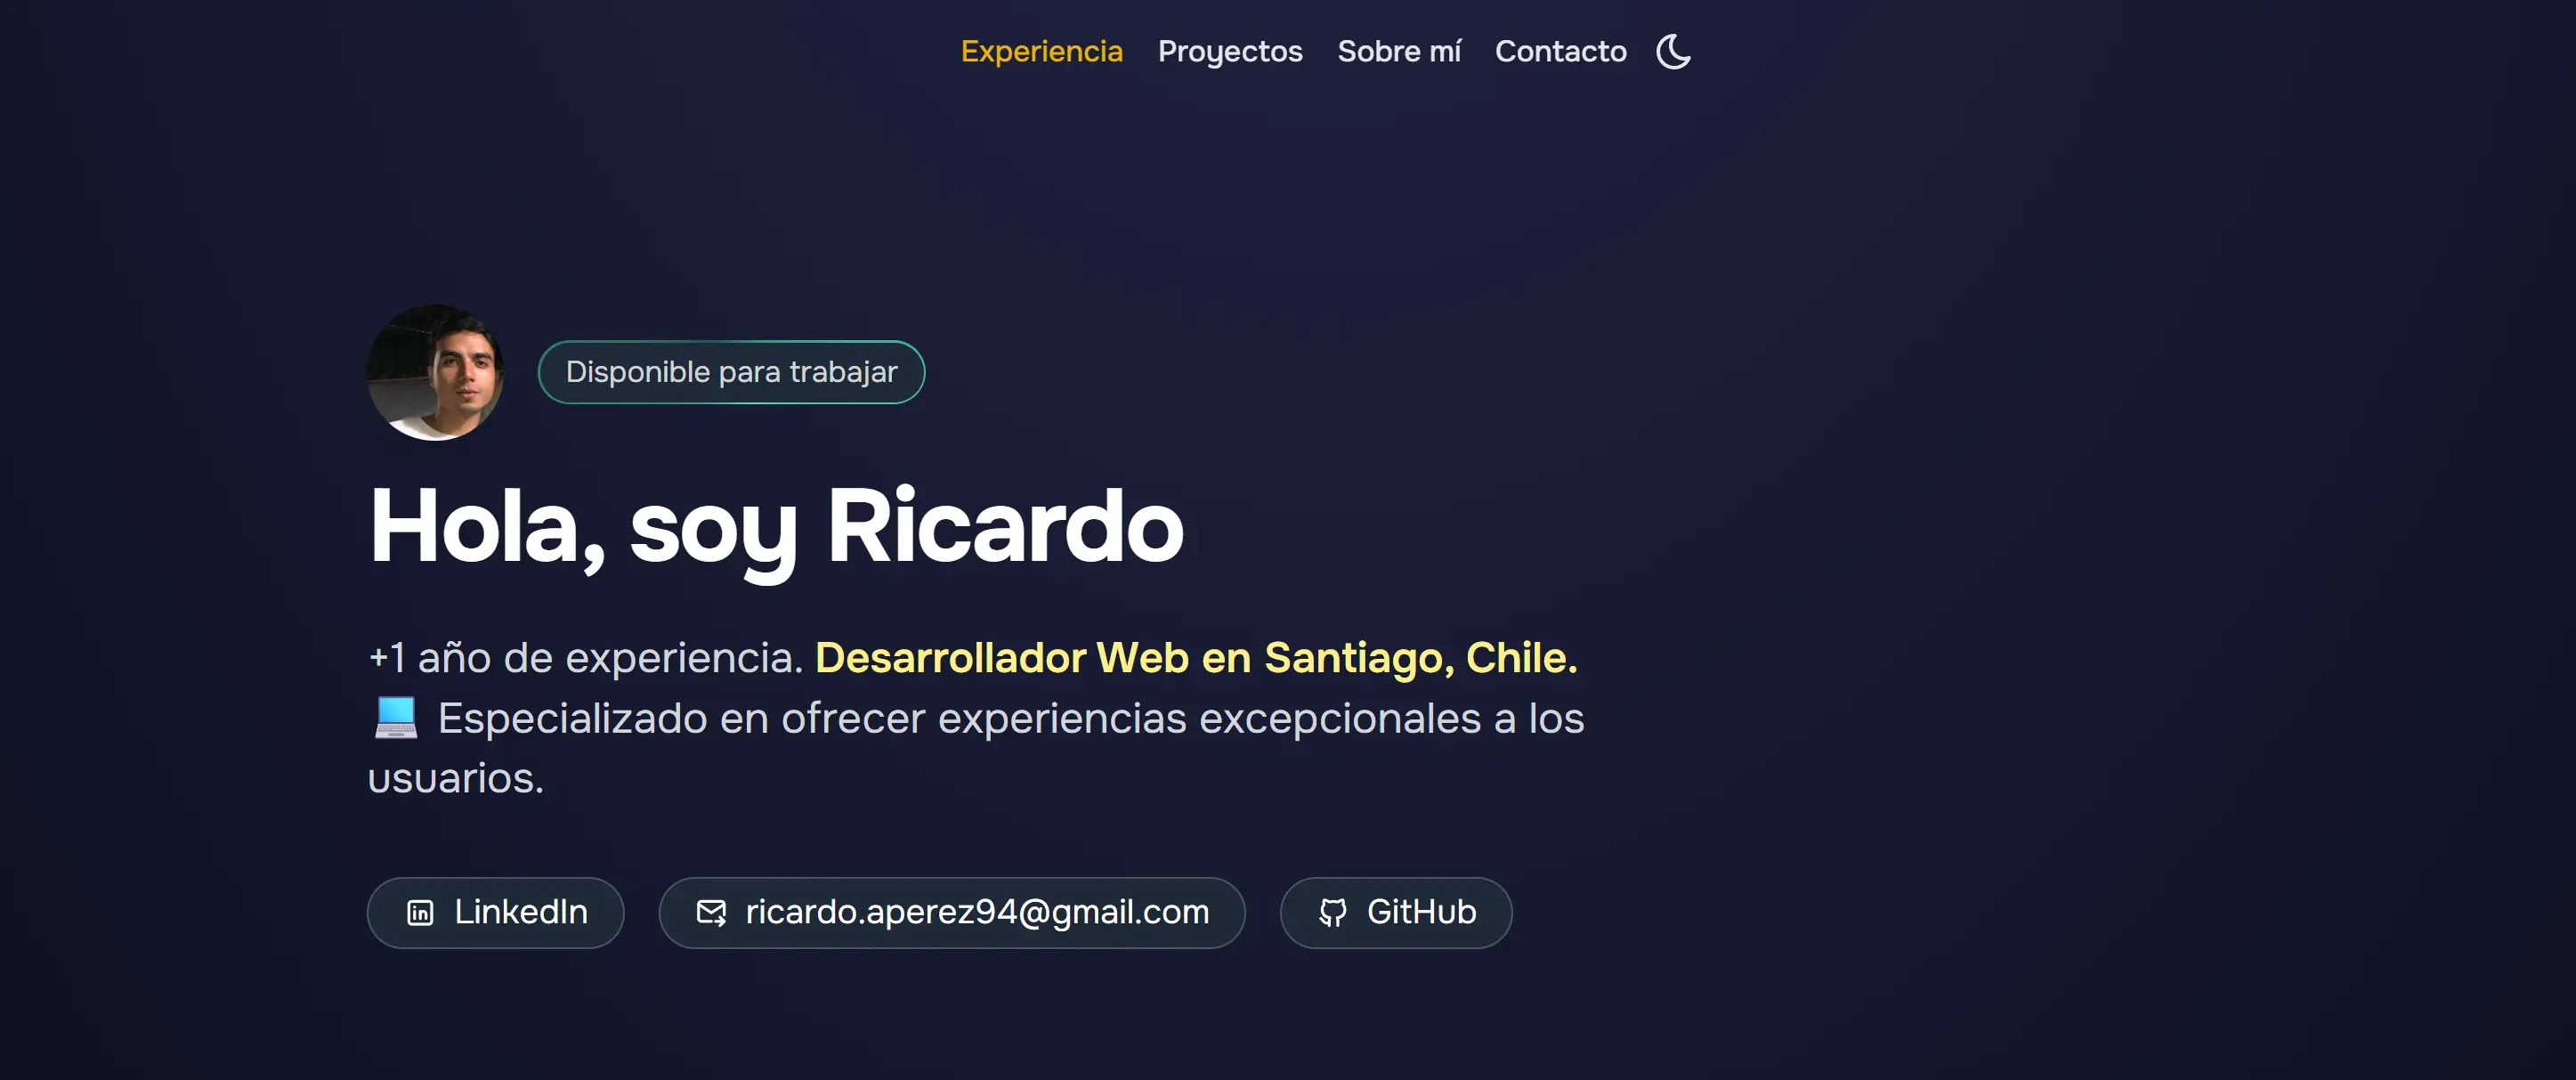 Experiencia Proyectos Sobre mí Contacto
Disponible para trabajar
Hola, soy Ricardo
+1 año de experiencia. Desarrollador Web en Santiago, Chile.
💻 Especializado en ofrecer experiencias excepcionales a los
usuarios.
LinkedIn ricardo.aperez94@gmail.com GitHub